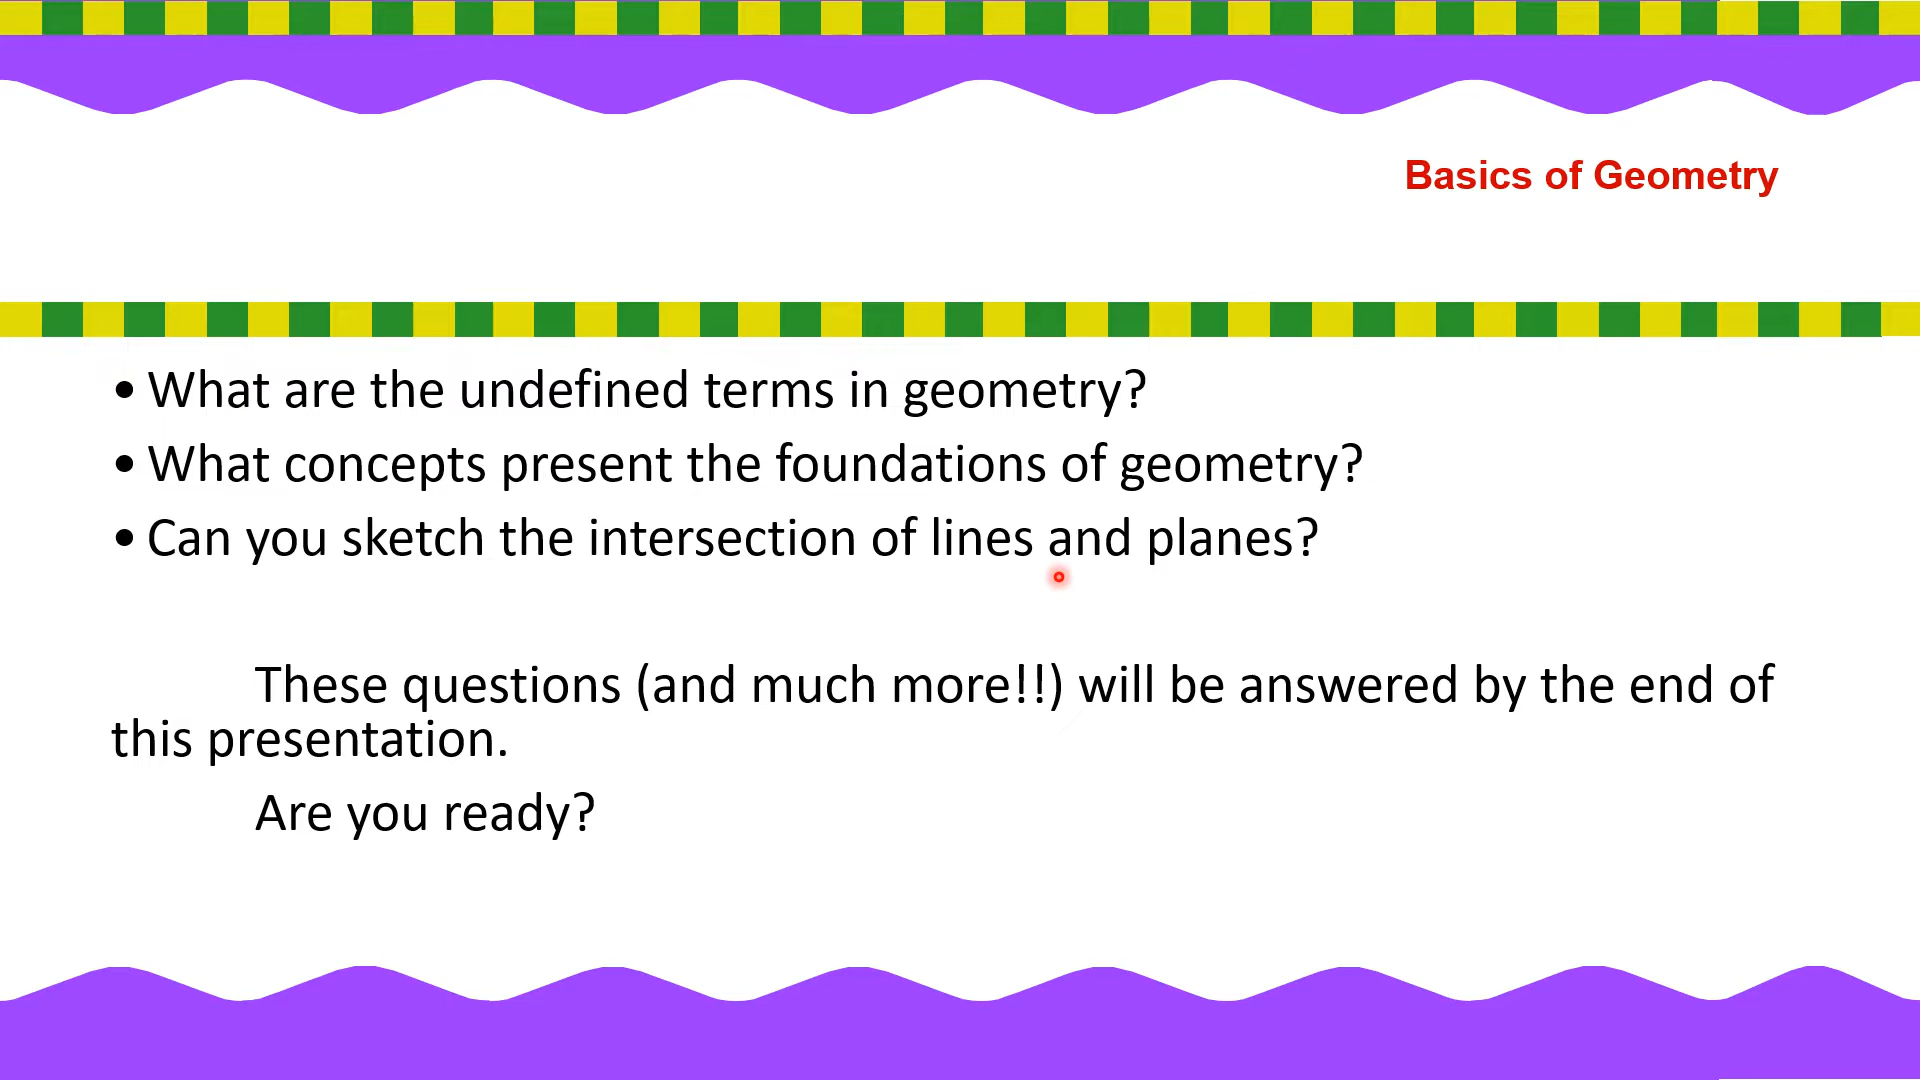 Basics of Geometry
• What are the undefined terms in geometry?
• What concepts present the foundations of geometry?
• Can you sketch the intersection of lines and planes?
These questions (and much more!!) will be answered by the end of
this presentation.
Are you ready?